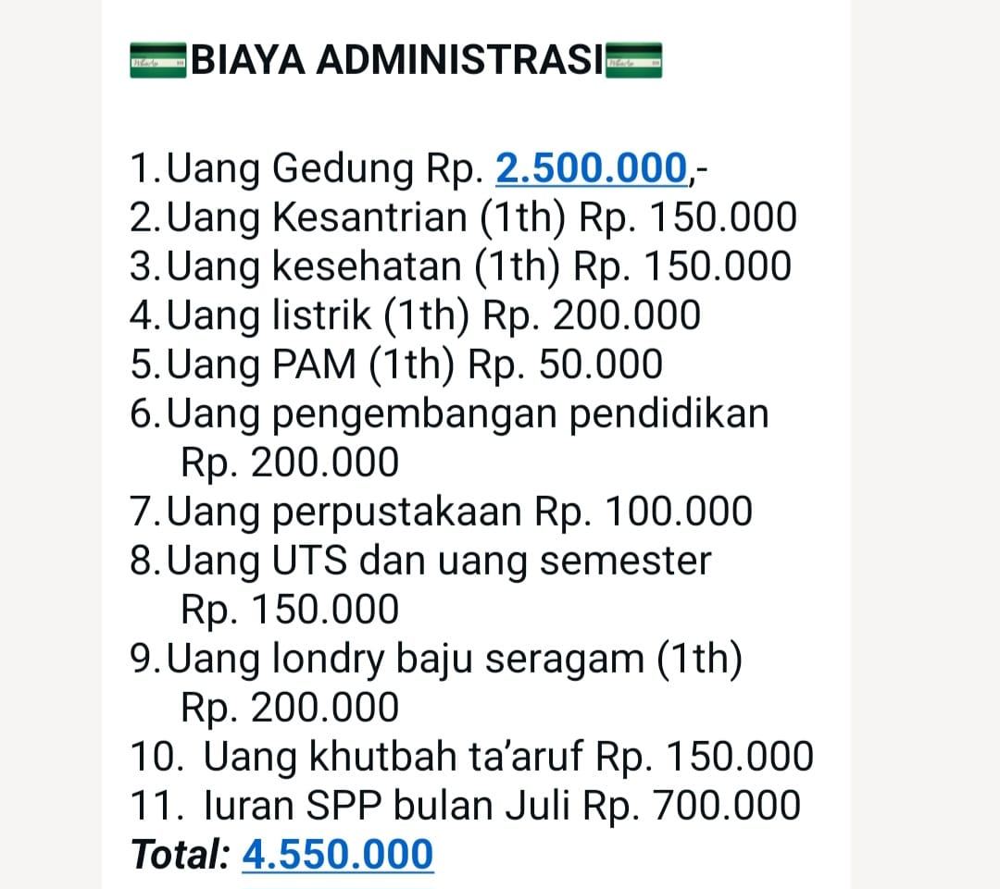 BIAYA ADMINISTRASI
1.Uang Gedung Rp. 2.500.000,-
2.Uang Kesantrian (1th) Rp. 150.000
3.Uang kesehatan (1th) Rp. 150.000
4.Uang listrik (1th) Rp. 200.000
5.Uang PAM (1th) Rp. 50.000
6.Uang pengembangan pendidikan
Rp. 200.000
7.Uang perpustakaan Rp. 100.000
8.Uang UTS dan uang semester
Rp. 150.000
9.Uang londry baju seragam (1th)
Rp. 200.000
10. Uang khutbah ta’aruf Rp. 150.000
11. Iuran SPP bulan Juli Rp. 700.000
Total: 4.550.000